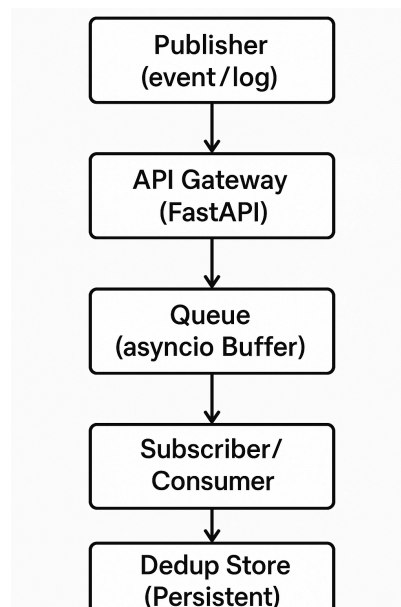 Publisher
(event/log)
API Gateway
(FastAPI)
Queue
(asyncio Buffer)
Subscriber/
Consumer
Dedup Store
(Persistent)